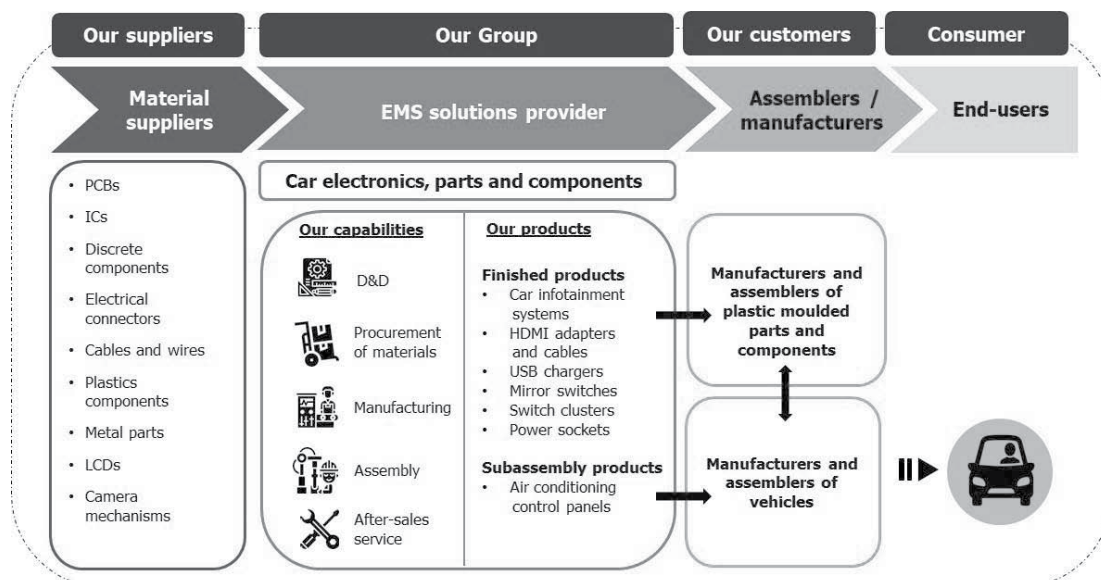 Our suppliers
Our Group
Our customers
Consumer
Material
suppliers
EMS solutions provider
Assemblers /
manufacturers
End-users
• PCBs
• ICs
• Discrete
components
• Electrical
connectors
• Cables and wires
• Plastics
components
• Metal parts
• LCDs
• Camera
mechanisms
Car electronics, parts and components
Our capabilities
D&D
Procurement
of materials
Manufacturing
Assembly
After-sales
service
Our products
Finished products
• Car infotainment
systems
• HDMI adapters
and cables
• USB chargers
• Mirror switches
• Switch clusters
• Power sockets
Subassembly products
• Air conditioning
control panels
Manufacturers and
assemblers of
plastic moulded
parts and
components
Manufacturers and
assemblers of
vehicles